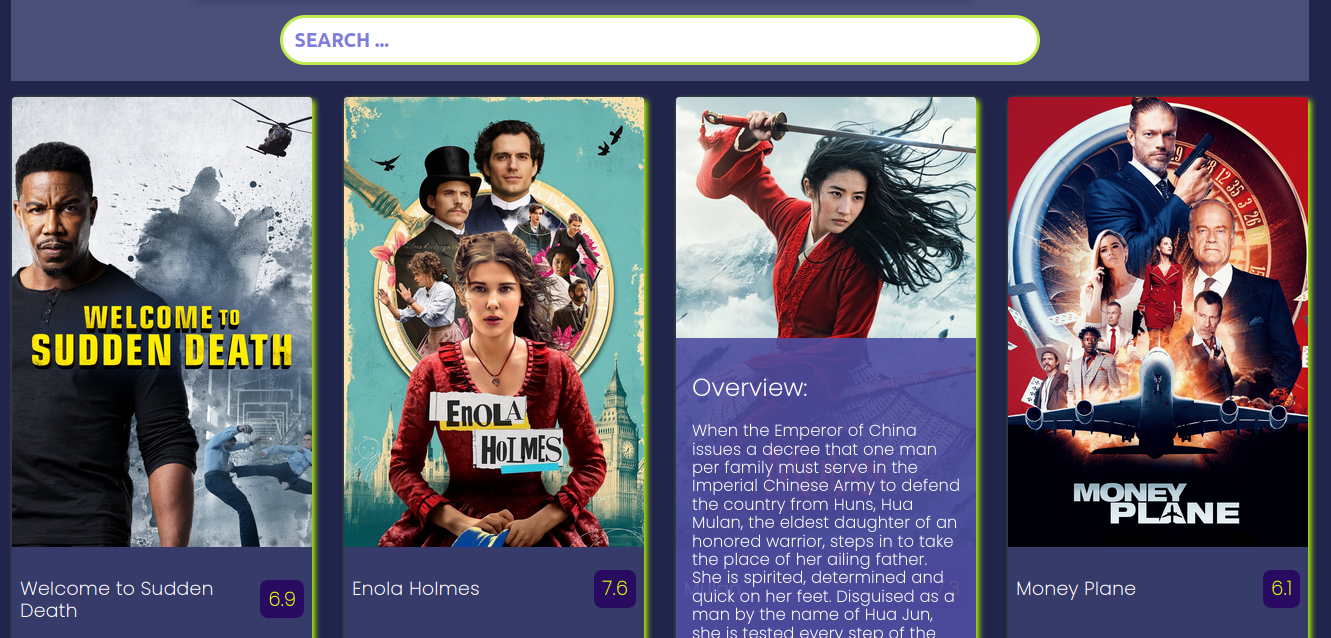 SEARCH ...
WELCOME TO
SUDDEN DEATH
Welcome to Sudden
Death
6.9
ENOLA
HOLMES
Enola Holmes
7.6
Overview:
When the Emperor of China
issues a decree that one man
per family must serve in the
Imperial Chinese Army to defend
the country from Huns, Hua
Mulan, the eldest daughter of an
honored warrior, steps in to take
the place of her ailing father.
She is spirited, determined and
quick on her feet. Disguised as a
man by the name of Hua Jun,
she is tested every step of the
MONEY
PLANE
Money Plane
6.1